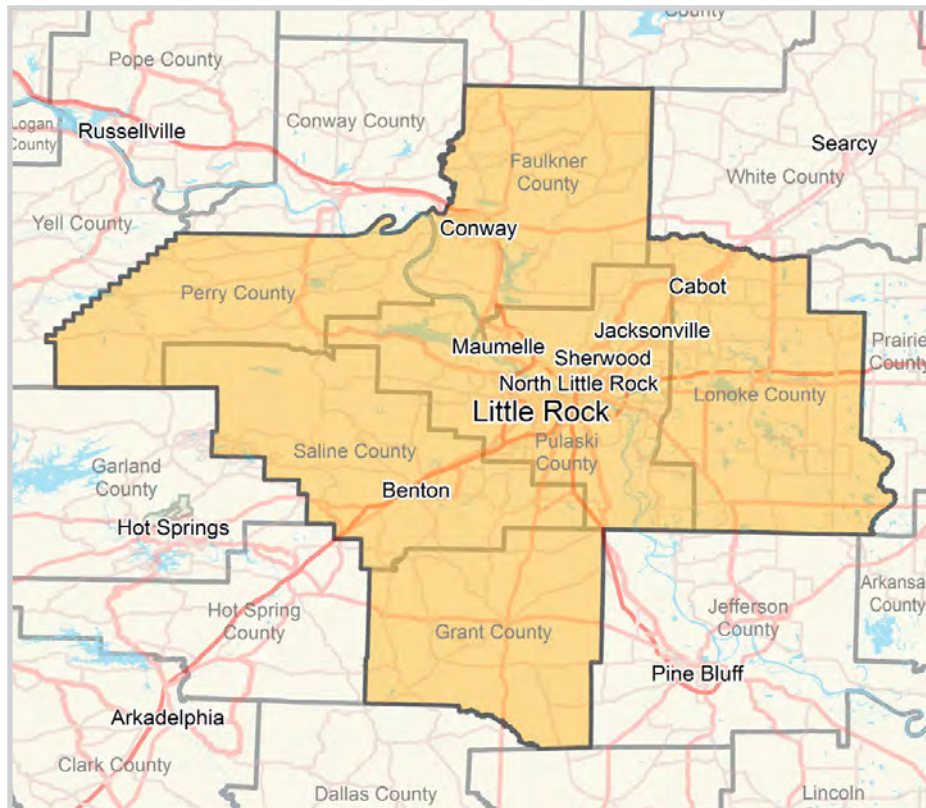 County
Pope County
Logan
County
Russellville
Conway County
Searcy
White County
Faulkner
County
Yell County
Conway
Perry County
Cabot
Jacksonville
Maumelle
Sherwood
North Little Rock
Prairie
County
Lonoke County
Little Rock
Pulaski
County
Saline County
Garland
County
Benton
Hot Springs
Arkansas
County
Hot Spring
County
Jefferson
County
Grant County
Pine Bluff
Arkadelphia
Clark County
Dallas County
Lincoln